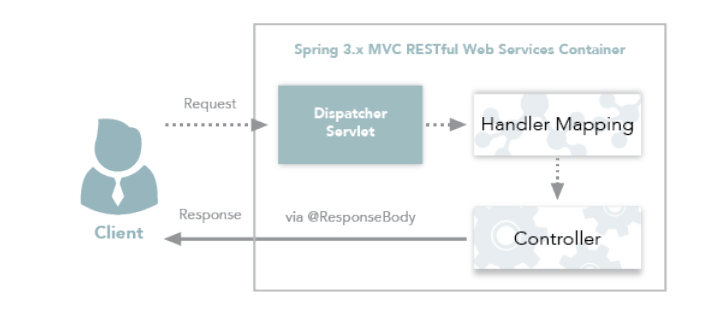 Spring 3.x MVC RESTful Web Services Container
Request
Dispatcher
Servlet
Handler Mapping
Client
Response
via @ResponseBody
Controller